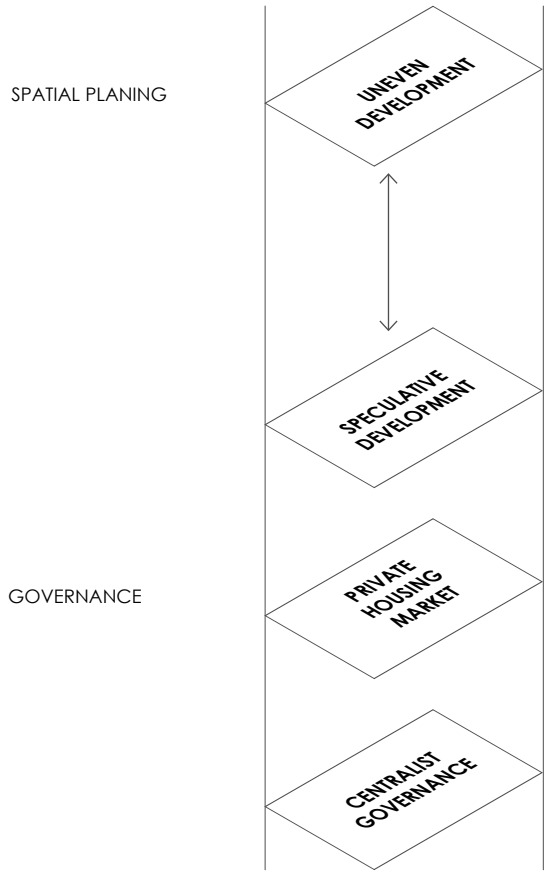 UNEVEN
DEVELOPMENT
SPATIAL PLANING
SPECULATIVE
DEVELOPMENT
PRIVATE
HOUSING
MARKET
GOVERNANCE
CENTRALIST
GOVERNANCE